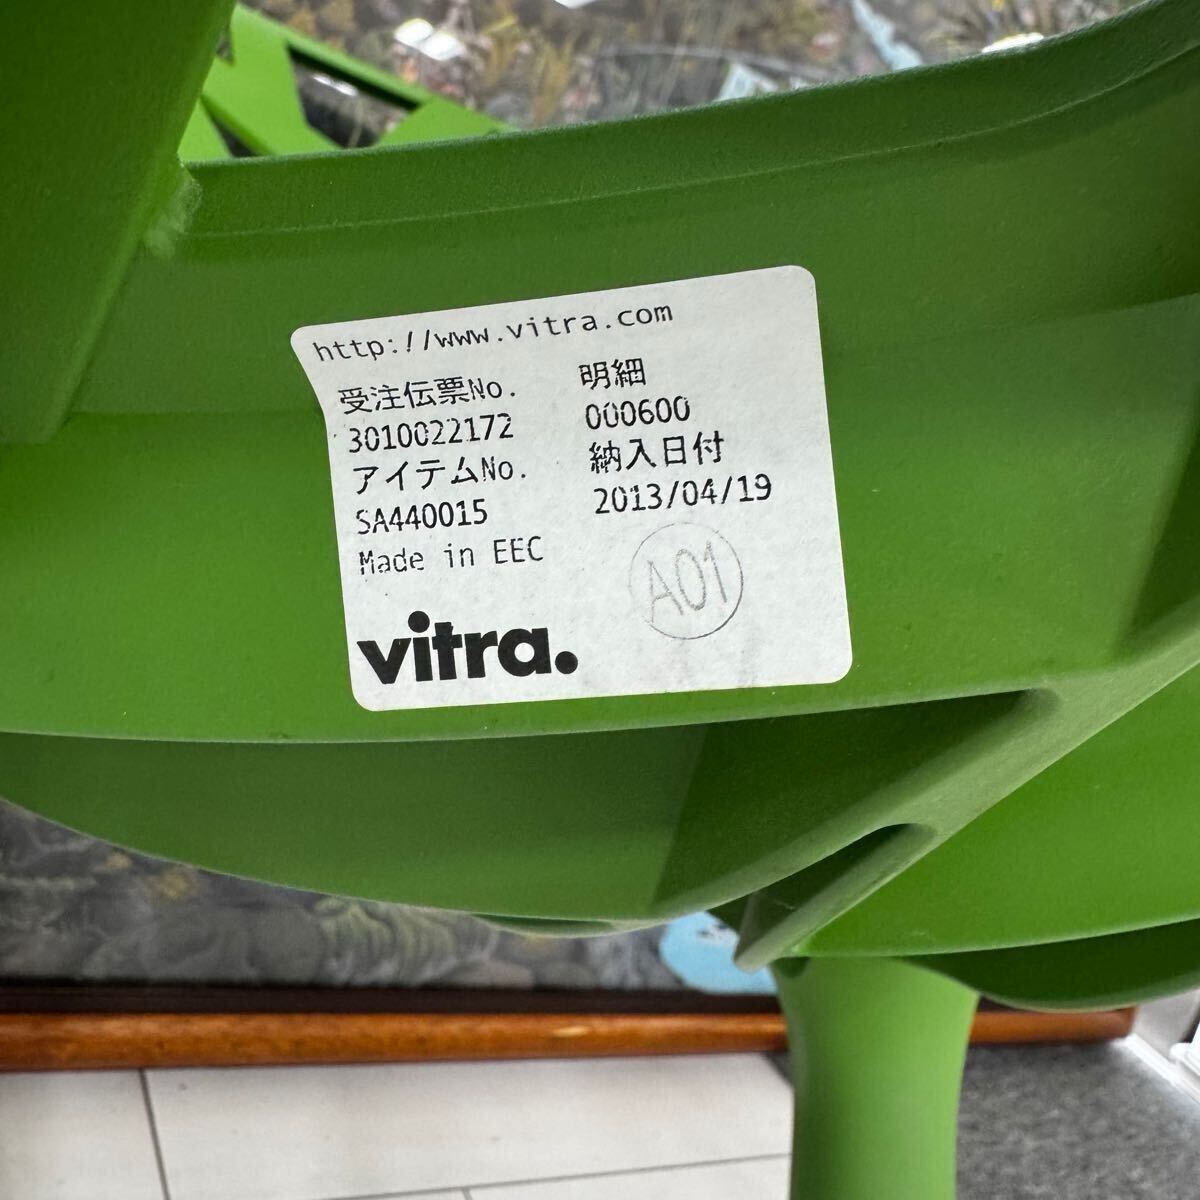 http://www.vitra.com
受注伝票No. 明細
3010022172 000600
アイテムNo. 納入日付
SA440015 2013/04/19
Made in EEC
A01
vitra.